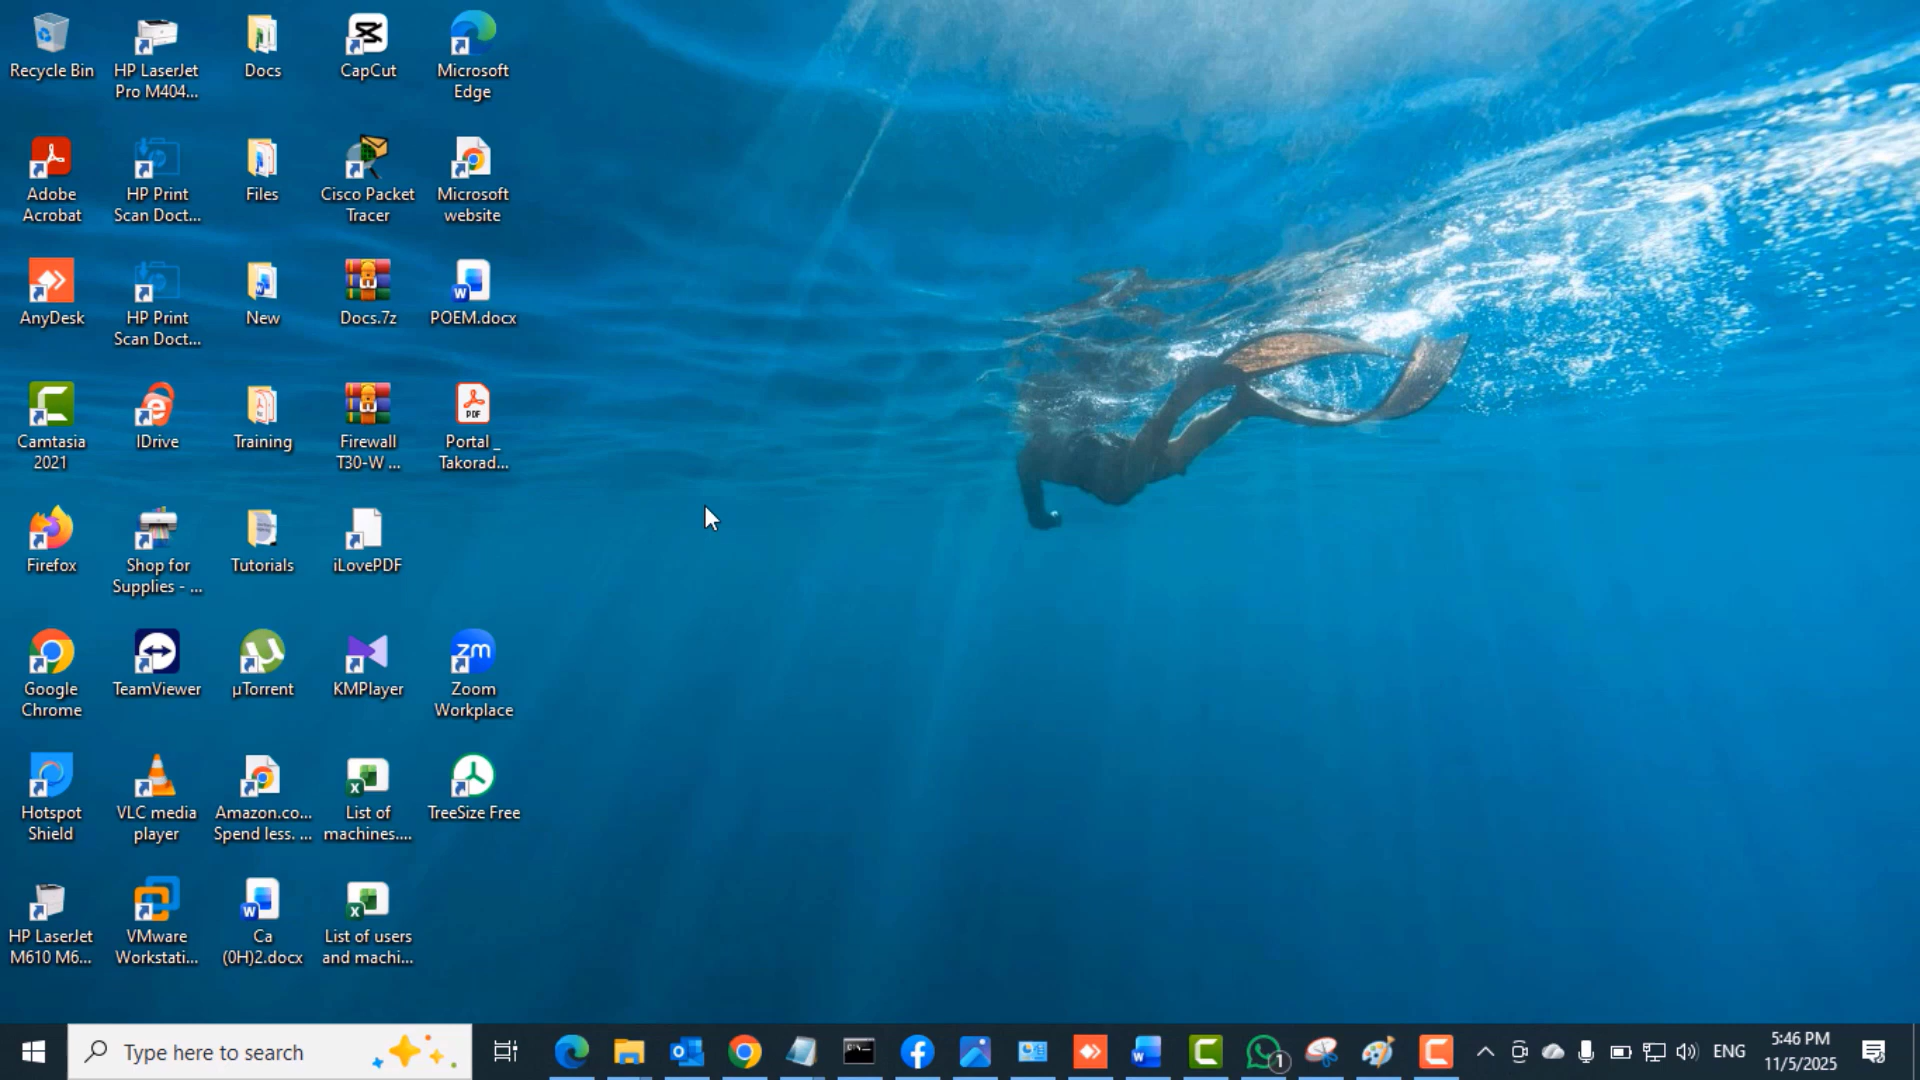 Recycle Bin
HP LaserJet
Pro M404...
Docs
CapCut
Microsoft
Edge
Adobe
Acrobat
HP Print
Scan Doct...
Files
Cisco Packet
Tracer
Microsoft
website
AnyDesk
HP Print
Scan Doct...
New
Docs.7z
POEM.docx
Camtasia
2021
IDrive
Training
Firewall
T30-W ...
PDF
Portal _
Takorad...
Firefox
Shop for
Supplies - ...
Tutorials
iLovePDF
Google
Chrome
TeamViewer
µTorrent
KMPlayer
zm
Zoom
Workplace
Hotspot
Shield
VLC media
player
Amazon.co...
Spend less. ...
List of
machines....
TreeSize Free
HP LaserJet
M610 M6...
VMware
Workstati...
Ca
(0H)2.docx
List of users
and machi...
Type here to search
1
ENG
5:46 PM
11/5/2025